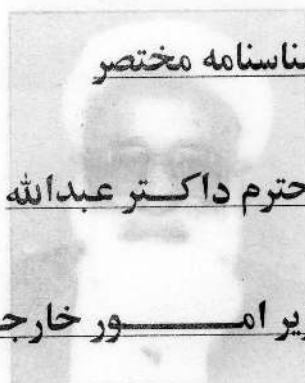 ناسنامه مختصر
حترم داکتر عبدالله
یر امور خارج